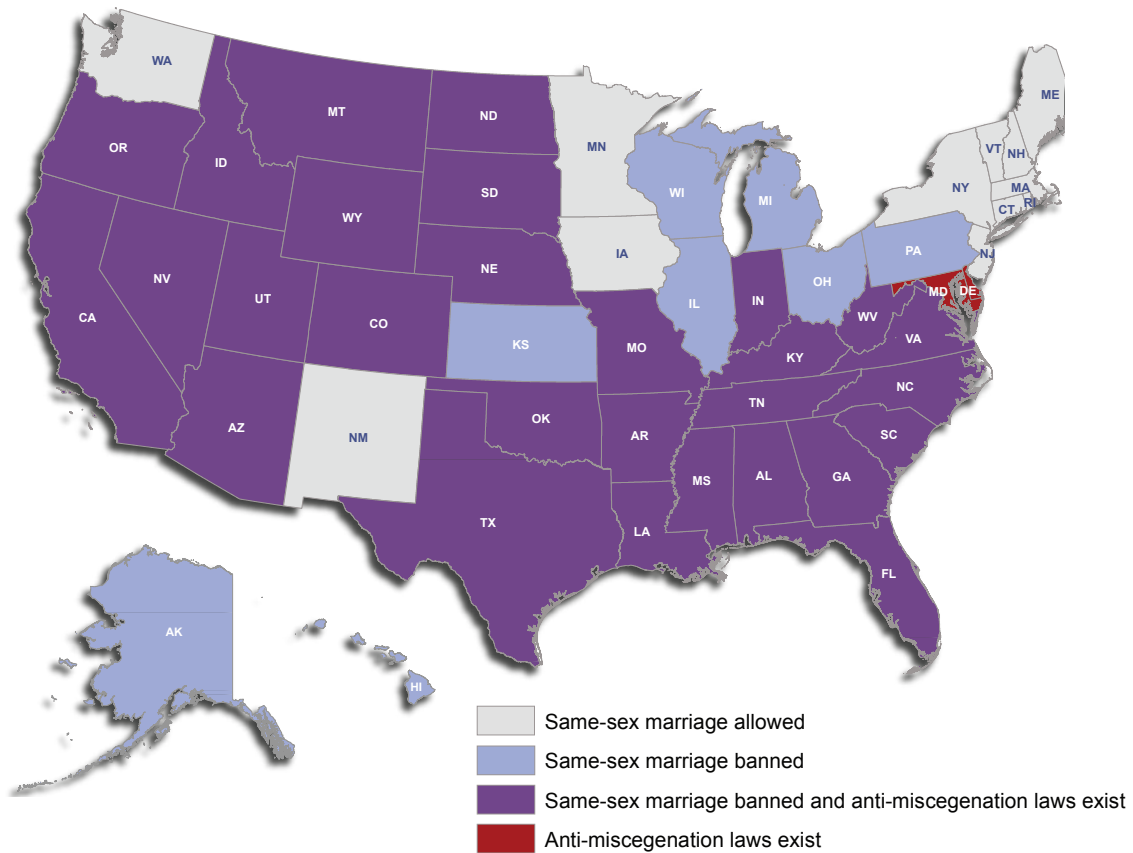 WA
MT
ND
MN
ME
OR
ID
SD
WI
MI
VT
NH
NY
MA
CT
RI
WY
IA
PA
NJ
NE
NV
UT
CO
IL
IN
OH
MD
DE
CA
KS
MO
WV
VA
KY
AZ
NM
OK
AR
TN
NC
SC
TX
LA
MS
AL
GA
FL
AK
HI
Same-sex marriage allowed
Same-sex marriage banned
Same-sex marriage banned and anti-miscegenation laws exist
Anti-miscegenation laws exist